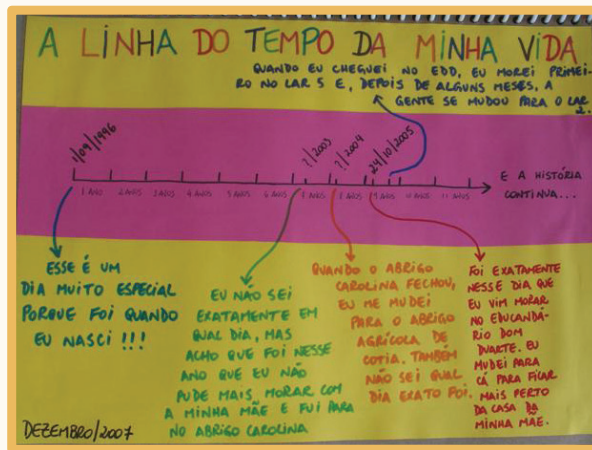 A LINHA DO TEMPO DA MINHA VIDA
QUANDO EU CHEGUEI NO EDD, EU MOREI PRIMEI-
RO NO LAR 5 E, DEPOIS DE ALGUNS MESES, A
GENTE SE MUDOU PARA O LAR
2.
1/09/1996
?/2003
?/2004
24/10/2005
E A HISTÓRIA
CONTINUA...
1 ANO 2 ANOS 3 ANOS 4 ANOS 5 ANOS 6 ANOS 7 ANOS 8 ANOS 9 ANOS 10 ANOS 11 ANOS
ESSE É UM
DIA MUITO ESPECIAL
PORQUE FOI QUANDO
EU NASCI !!!
EU NÃO SEI
EXATAMENTE EM
QUAL DIA, MAS
ACHO QUE FOI NESSE
ANO QUE EU NÃO
PUDE MAIS MORAR COM
A MINHA MÃE E FUI PARA
NO ABRIGO CAROLINA
QUANDO O ABRIGO
CAROLINA FECHOU,
EU ME MUDEI
PARA O ABRIGO
AGRÍCOLA DE
COTIA. TAMBÉM
NÃO SEI QUAL
DIA EXATO FOI.
FOI EXATAMENTE
NESSE DIA QUE
EU VIM MORAR
NO EDUCANDÁ-
RIO DOM
DUARTE. EU
MUDEI PARA
CÁ PARA FICAR
MAIS PERTO
DA CASA DA
MINHA MÃE.
DEZEMBRO/2007